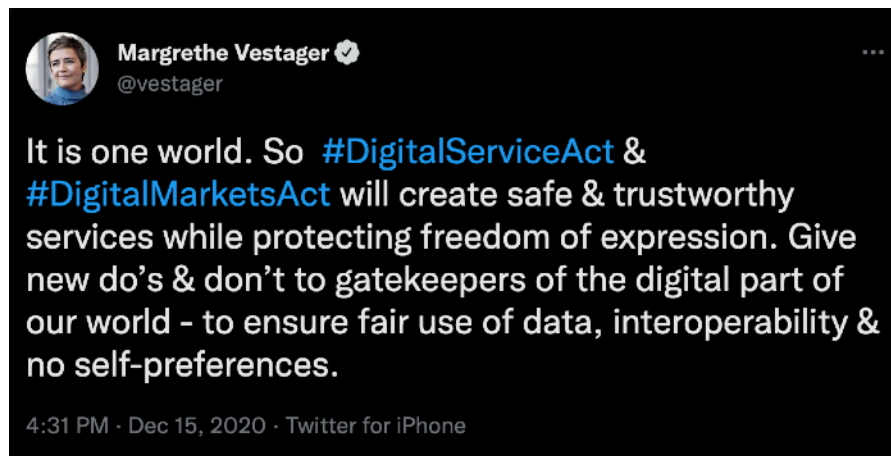 Margrethe Vestager
@vestager
It is one world. So #DigitalServiceAct &
#DigitalMarketsAct will create safe & trustworthy
services while protecting freedom of expression. Give
new do’s & don’t to gatekeepers of the digital part of
our world - to ensure fair use of data, interoperability &
no self-preferences.
4:31 PM · Dec 15, 2020 · Twitter for iPhone